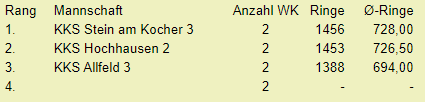 Rang Mannschaft Anzahl WK Ringe Ø-Ringe
1. KKS Stein am Kocher 3 2 1456 728,00
2. KKS Hochhausen 2 2 1453 726,50
3. KKS Allfeld 3 2 1388 694,00
4. 2 - -